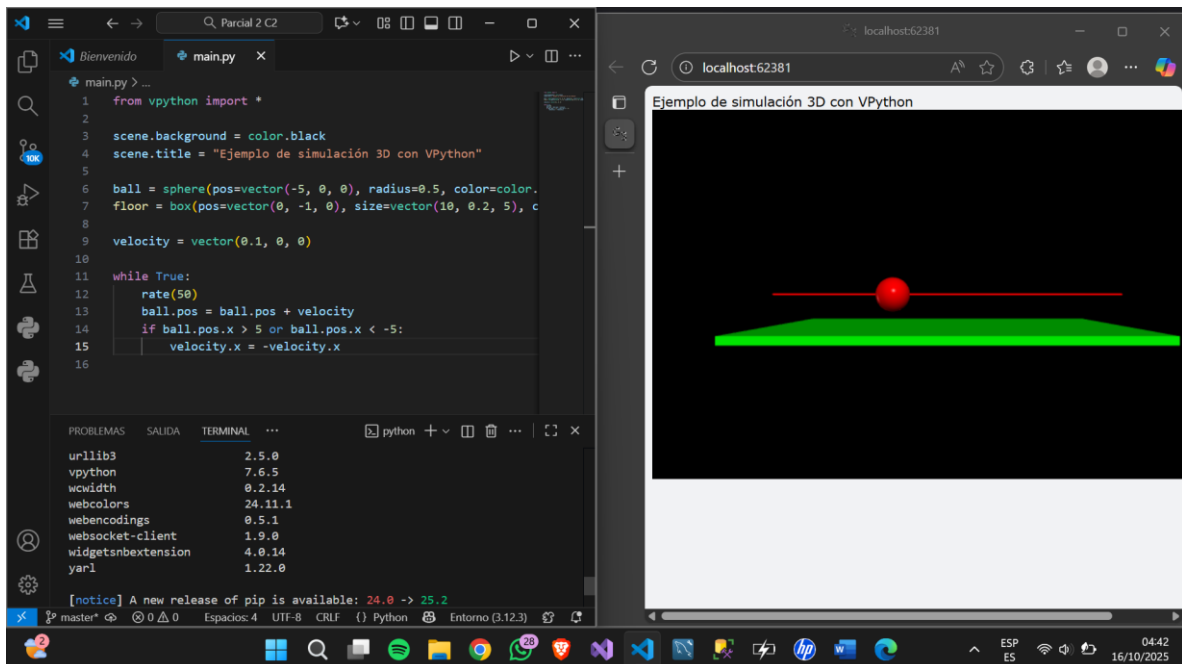 Parcial 2 C2
Bienvenido
main.py
main.py > ...
1 from vpython import *
2
3 scene.background = color.black
4 scene.title = "Ejemplo de simulación 3D con VPython"
5
6 ball = sphere(pos=vector(-5, 0, 0), radius=0.5, color=color.
7 floor = box(pos=vector(0, -1, 0), size=vector(10, 0.2, 5), c
8
9 velocity = vector(0.1, 0, 0)
10
11 while True:
12 rate(50)
13 ball.pos = ball.pos + velocity
14 if ball.pos.x > 5 or ball.pos.x < -5:
15 velocity.x = -velocity.x
16
10K
PROBLEMAS SALIDA TERMINAL ... python
urllib3 2.5.0
vpython 7.6.5
wcwidth 0.2.14
webcolors 24.11.1
webencodings 0.5.1
websocket-client 1.9.0
widgetsnbextension 4.0.14
yarl 1.22.0
[notice] A new release of pip is available: 24.0 -> 25.2
master* 0 0 Espacios: 4 UTF-8 CRLF {} Python Entorno (3.12.3)
localhost:62381
localhost:62381
Ejemplo de simulación 3D con VPython
2
28
hp
ESP
ES
04:42
16/10/2025